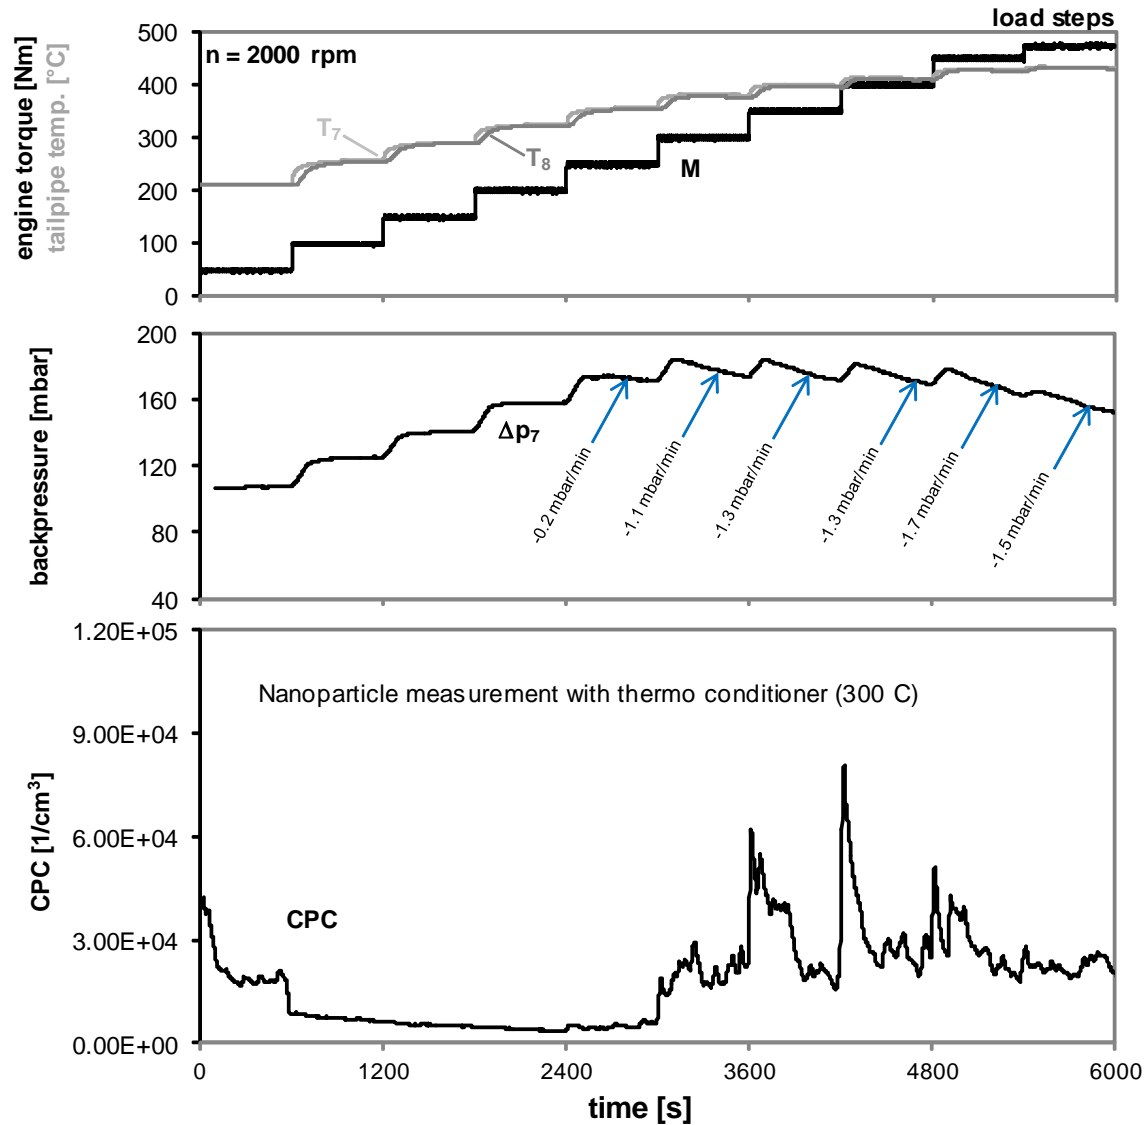 load steps
n = 2000 rpm
engine torque [Nm]
tailpipe temp. [°C]
500
400
300
200
100
0
T7
T8
M
backpressure [mbar]
200
160
120
80
40
Δp7
-0.2 mbar/min
-1.1 mbar/min
-1.3 mbar/min
-1.3 mbar/min
-1.7 mbar/min
-1.5 mbar/min
CPC [1/cm³]
1.20E+05
9.00E+04
6.00E+04
3.00E+04
0.00E+00
Nanoparticle measurement with thermo conditioner (300 C)
CPC
0 1200 2400 3600 4800 6000
time [s]